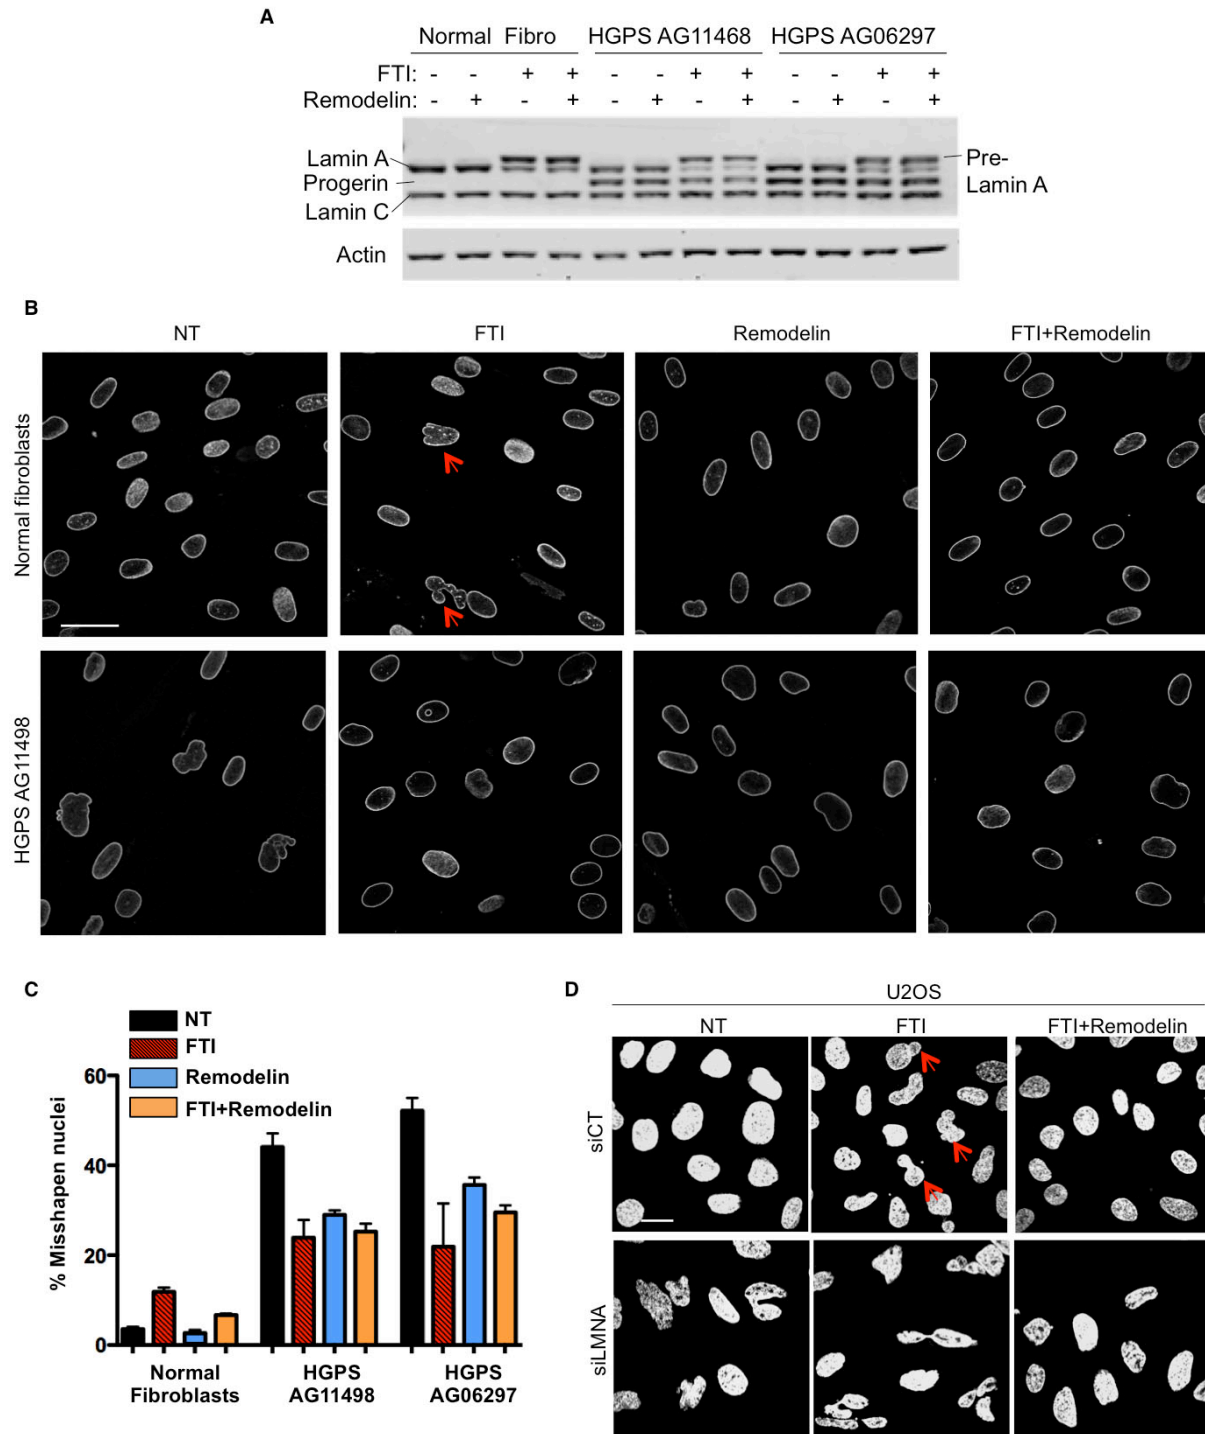 A
Normal Fibro HGPS AG11468 HGPS AG06297
FTI: - - + + - - + + - - + +
Remodelin: - + - + - + - + - + - +
Lamin A
Progerin
Lamin C
Pre-
Lamin A
Actin
B
NT FTI Remodelin FTI+Remodelin
Normal fibroblasts
HGPS AG11498
C
NT
FTI
Remodelin
FTI+Remodelin
% Misshapen nuclei
60
40
20
0
Normal
Fibroblasts
HGPS
AG11498
HGPS
AG06297
D
U2OS
NT FTI FTI+Remodelin
siCT
siLMNA